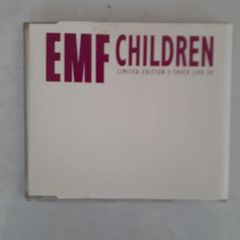 EMF CHILDREN
LIMITED EDITION 3 TRACK LIVE EP